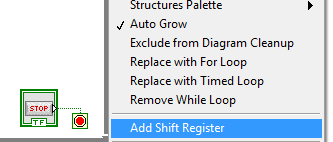 Structures Palette
Auto Grow
Exclude from Diagram Cleanup
Replace with For Loop
Replace with Timed Loop
Remove While Loop
Add Shift Register
STOP
TF